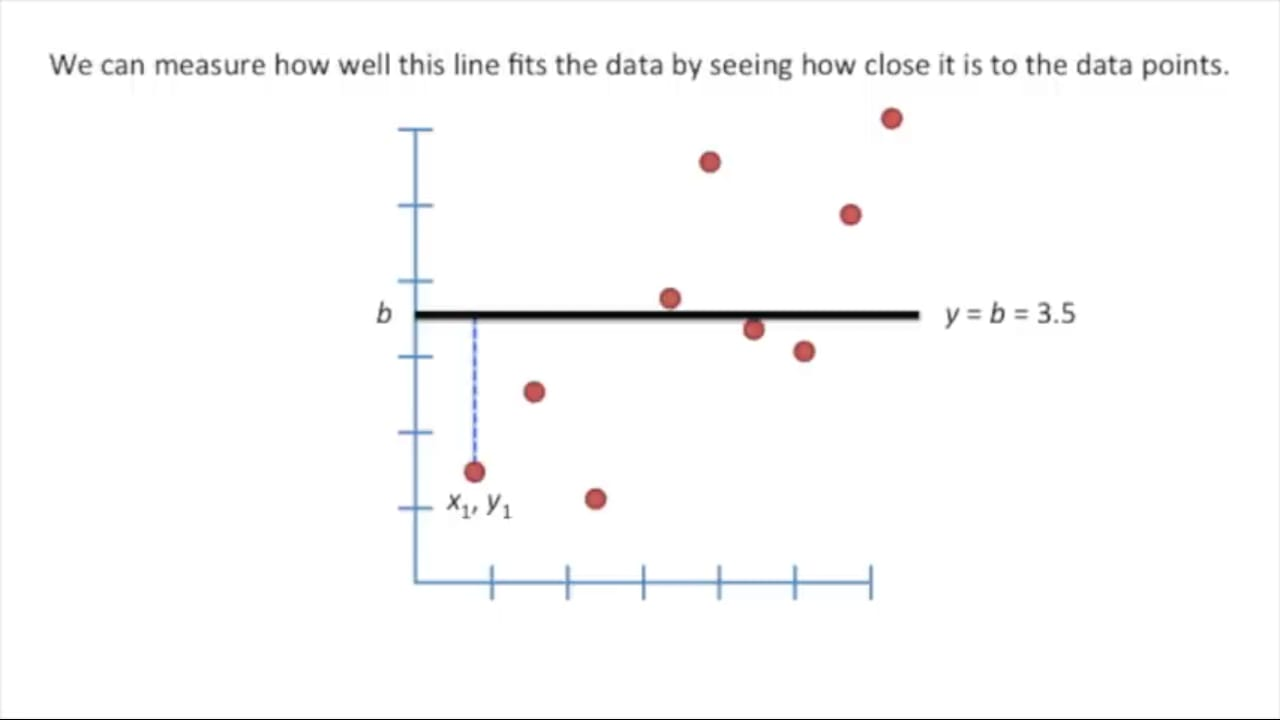 We can measure how well this line fits the data by seeing how close it is to the data points.
b
y = b = 3.5
x₁, y₁